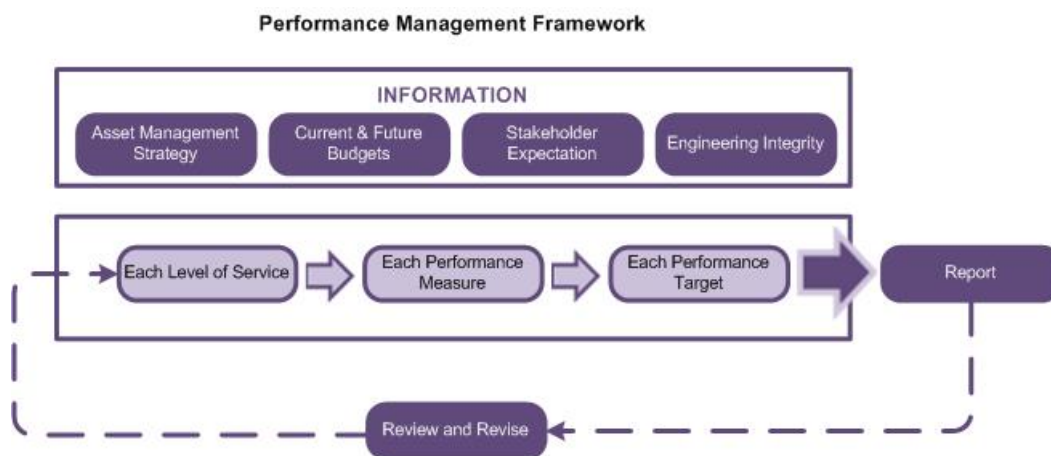 Performance Management Framework
INFORMATION
Asset Management
Strategy
Current & Future
Budgets
Stakeholder
Expectation
Engineering Integrity
Each Level of Service
Each Performance
Measure
Each Performance
Target
Report
Review and Revise